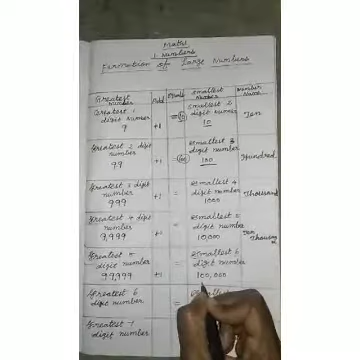 Maths
1. Numbers
Formation of Large Numbers
Greatest number Add Result Smallest number Number Name
Greatest 1 digit number 9 +1 = 10 Smallest 2 digit number 10 Ten
Greatest 2 digit number 99 +1 = 100 Smallest 3 digit number 100 Hundred
Greatest 3 digit number 999 +1 = Smallest 4 digit number 1000 Thousand
Greatest 4 digit number 9,999 +1 = Smallest 5 digit number 10,000 Ten Thousand
Greatest 5 digit number 99,999 +1 = Smallest 6 digit number 100,000
Greatest 6 digit number =
Greatest 7 digit number